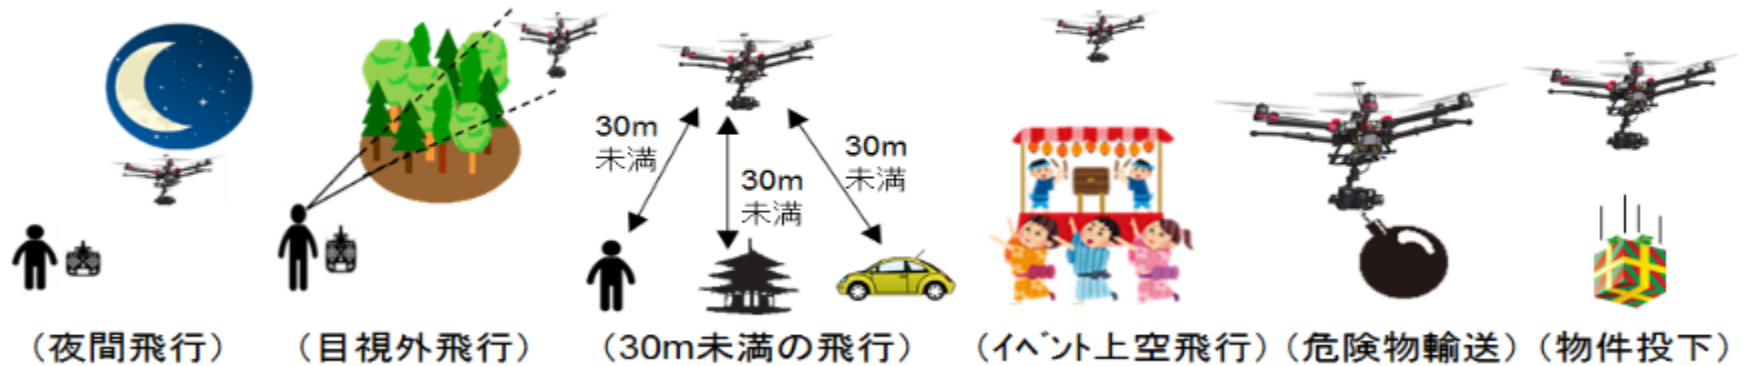 30m
未満
30m
未満
30m
未満
（夜間飛行）
（目視外飛行）
（30m未満の飛行）
（ｲﾍﾞﾝﾄ上空飛行）
（危険物輸送）
（物件投下）